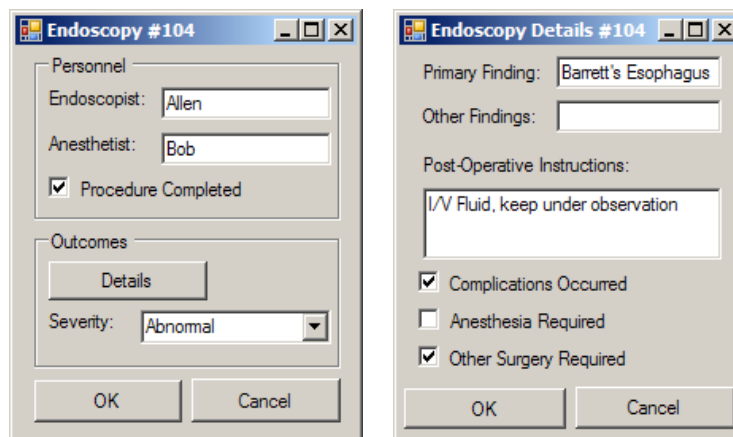 Endoscopy #104
Personnel
Endoscopist: Allen
Anesthetist: Bob
Procedure Completed
Outcomes
Details
Severity: Abnormal
OK Cancel
Endoscopy Details #104
Primary Finding: Barrett's Esophagus
Other Findings:
Post-Operative Instructions:
I/V Fluid, keep under observation
Complications Occurred
Anesthesia Required
Other Surgery Required
OK Cancel